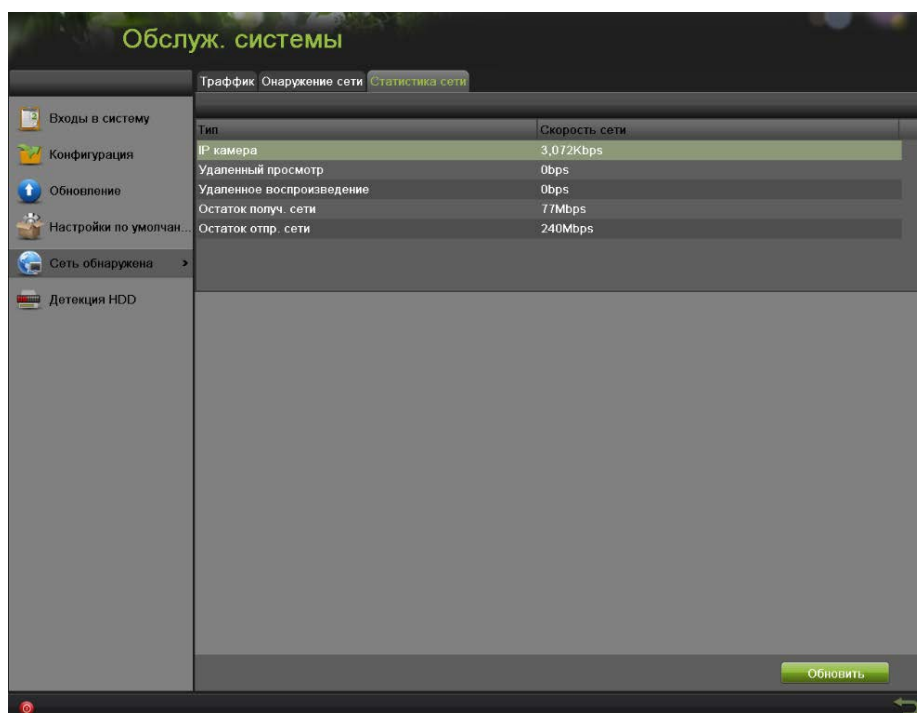 Обслуж. системы
Траффик Онаружение сети Статистика сети
Входы в систему
Конфигурация
Обновление
Настройки по умолчан...
Сеть обнаружена >
Детекция HDD
Тип Скорость сети
IP камера 3,072Kbps
Удаленный просмотр 0bps
Удаленное воспроизведение 0bps
Остаток получ. сети 77Mbps
Остаток отпр. сети 240Mbps
Обновить